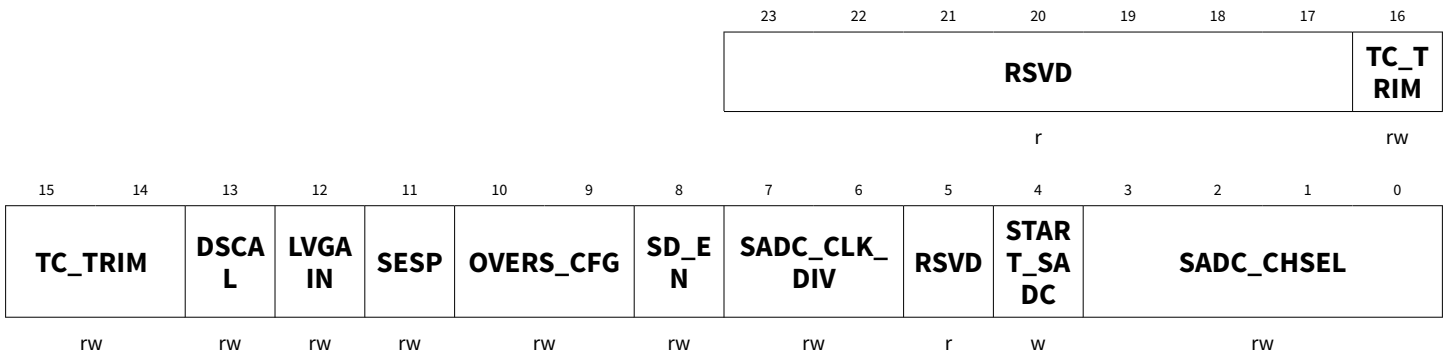 23 22 21 20 19 18 17 16
RSVD TC_T
RIM
r rw
15 14 13 12 11 10 9 8 7 6 5 4 3 2 1 0
TC_TRIM DSCA
L LVGA
IN SESP OVERS_CFG SD_E
N SADC_CLK_
DIV RSVD STAR
T_SA
DC SADC_CHSEL
rw rw rw rw rw rw rw r w rw